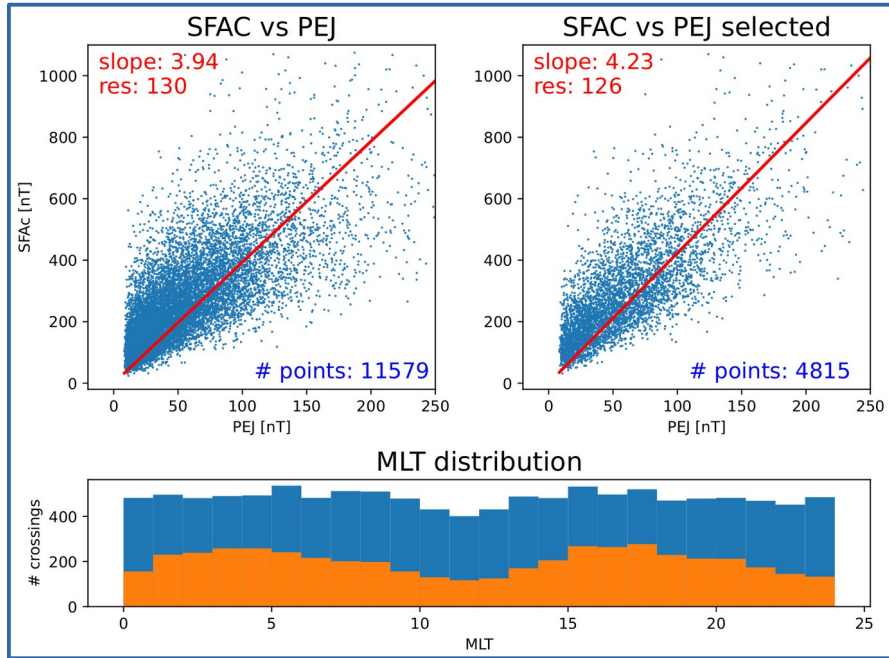 SFAC vs PEJ
slope: 3.94
res: 130
1000
800
600
400
200
0
SFAc [nT]
# points: 11579
0 50 100 150 200 250
PEJ [nT]
SFAC vs PEJ selected
slope: 4.23
res: 126
1000
800
600
400
200
0
# points: 4815
0 50 100 150 200 250
PEJ [nT]
MLT distribution
400
200
0
# crossings
0 5 10 15 20 25
MLT